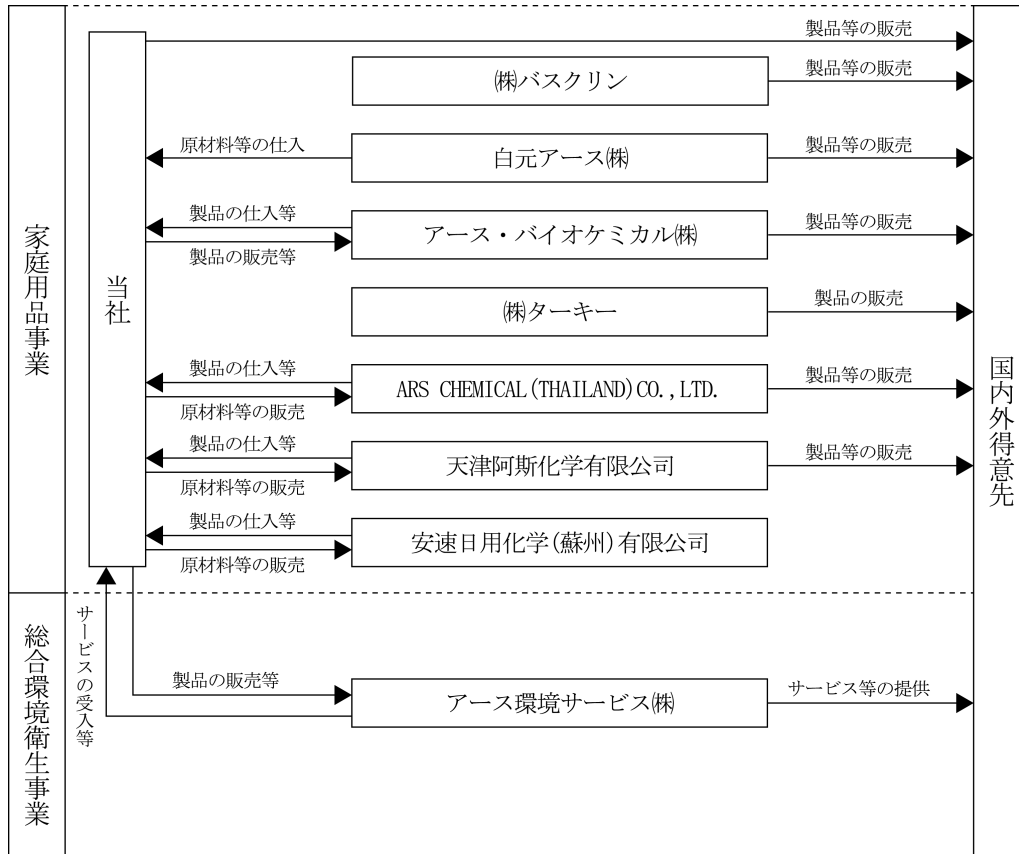 家庭用品事業
総合環境衛生事業
当社
国内外得意先
製品等の販売
㈱バスクリン
製品等の販売
原材料等の仕入
白元アース㈱
製品等の販売
製品の仕入等
製品の販売等
アース・バイオケミカル㈱
製品等の販売
㈱ターキー
製品の販売
製品の仕入等
原材料等の販売
ARS CHEMICAL(THAILAND)CO.,LTD.
製品等の販売
製品の仕入等
原材料等の販売
天津阿斯化学有限公司
製品等の販売
製品の仕入等
原材料等の販売
安速日用化学(蘇州)有限公司
サービスの受入等
製品の販売等
アース環境サービス㈱
サービス等の提供